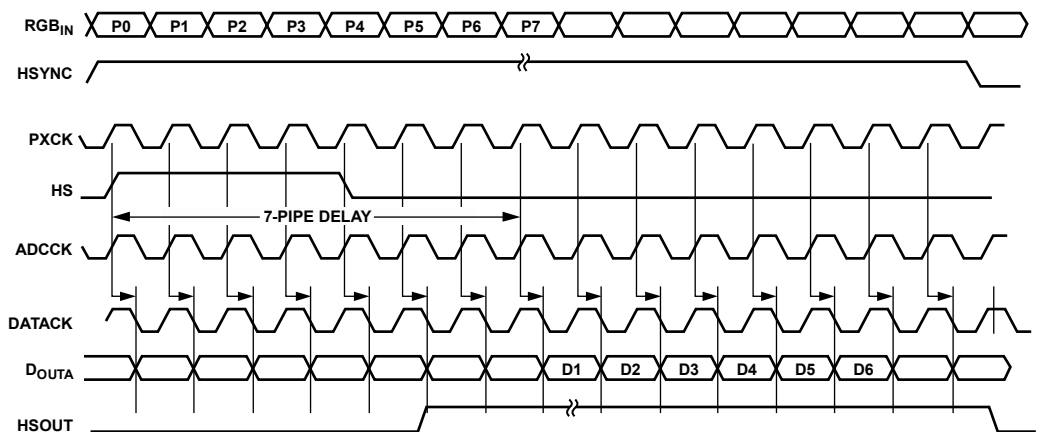 RGBIN P0 P1 P2 P3 P4 P5 P6 P7
HSYNC
PXCK
HS
7-PIPE DELAY
ADCCK
DATACK
DOUTA D1 D2 D3 D4 D5 D6
HSOUT